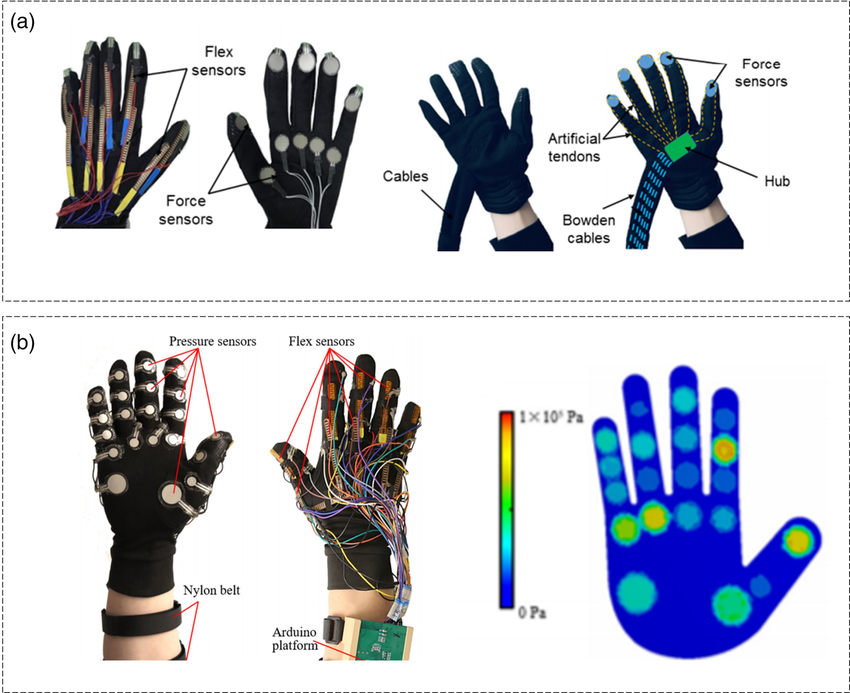 (a)
Flex
sensors
Force
sensors
Cables
Artificial
tendons
Bowden
cables
Force
sensors
Hub
(b)
Pressure sensors
Flex sensors
Nylon belt
Arduino
platform
1×10⁵ Pa
0 Pa